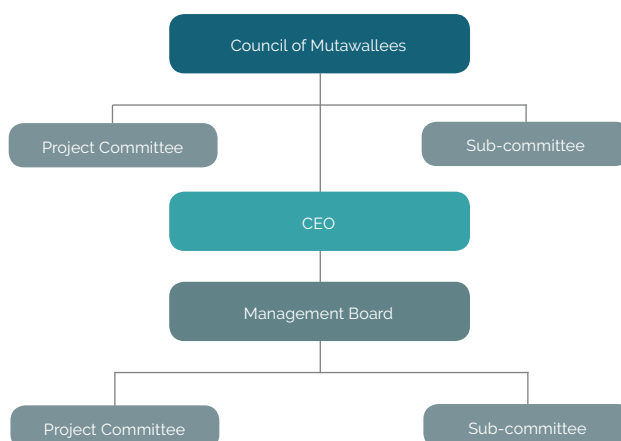 Council of Mutawallees
Project Committee
Sub-committee
CEO
Management Board
Project Committee
Sub-committee